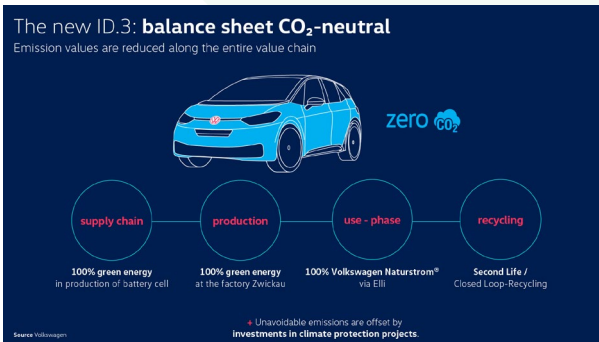 The new ID.3: balance sheet CO₂-neutral
Emission values are reduced along the entire value chain
zero CO₂
supply chain
production
use - phase
recycling
100% green energy
in production of battery cell
100% green energy
at the factory Zwickau
100% Volkswagen Naturstrom®
via Elli
Second Life /
Closed Loop-Recycling
+ Unavoidable emissions are offset by
investments in climate protection projects.
Source Volkswagen